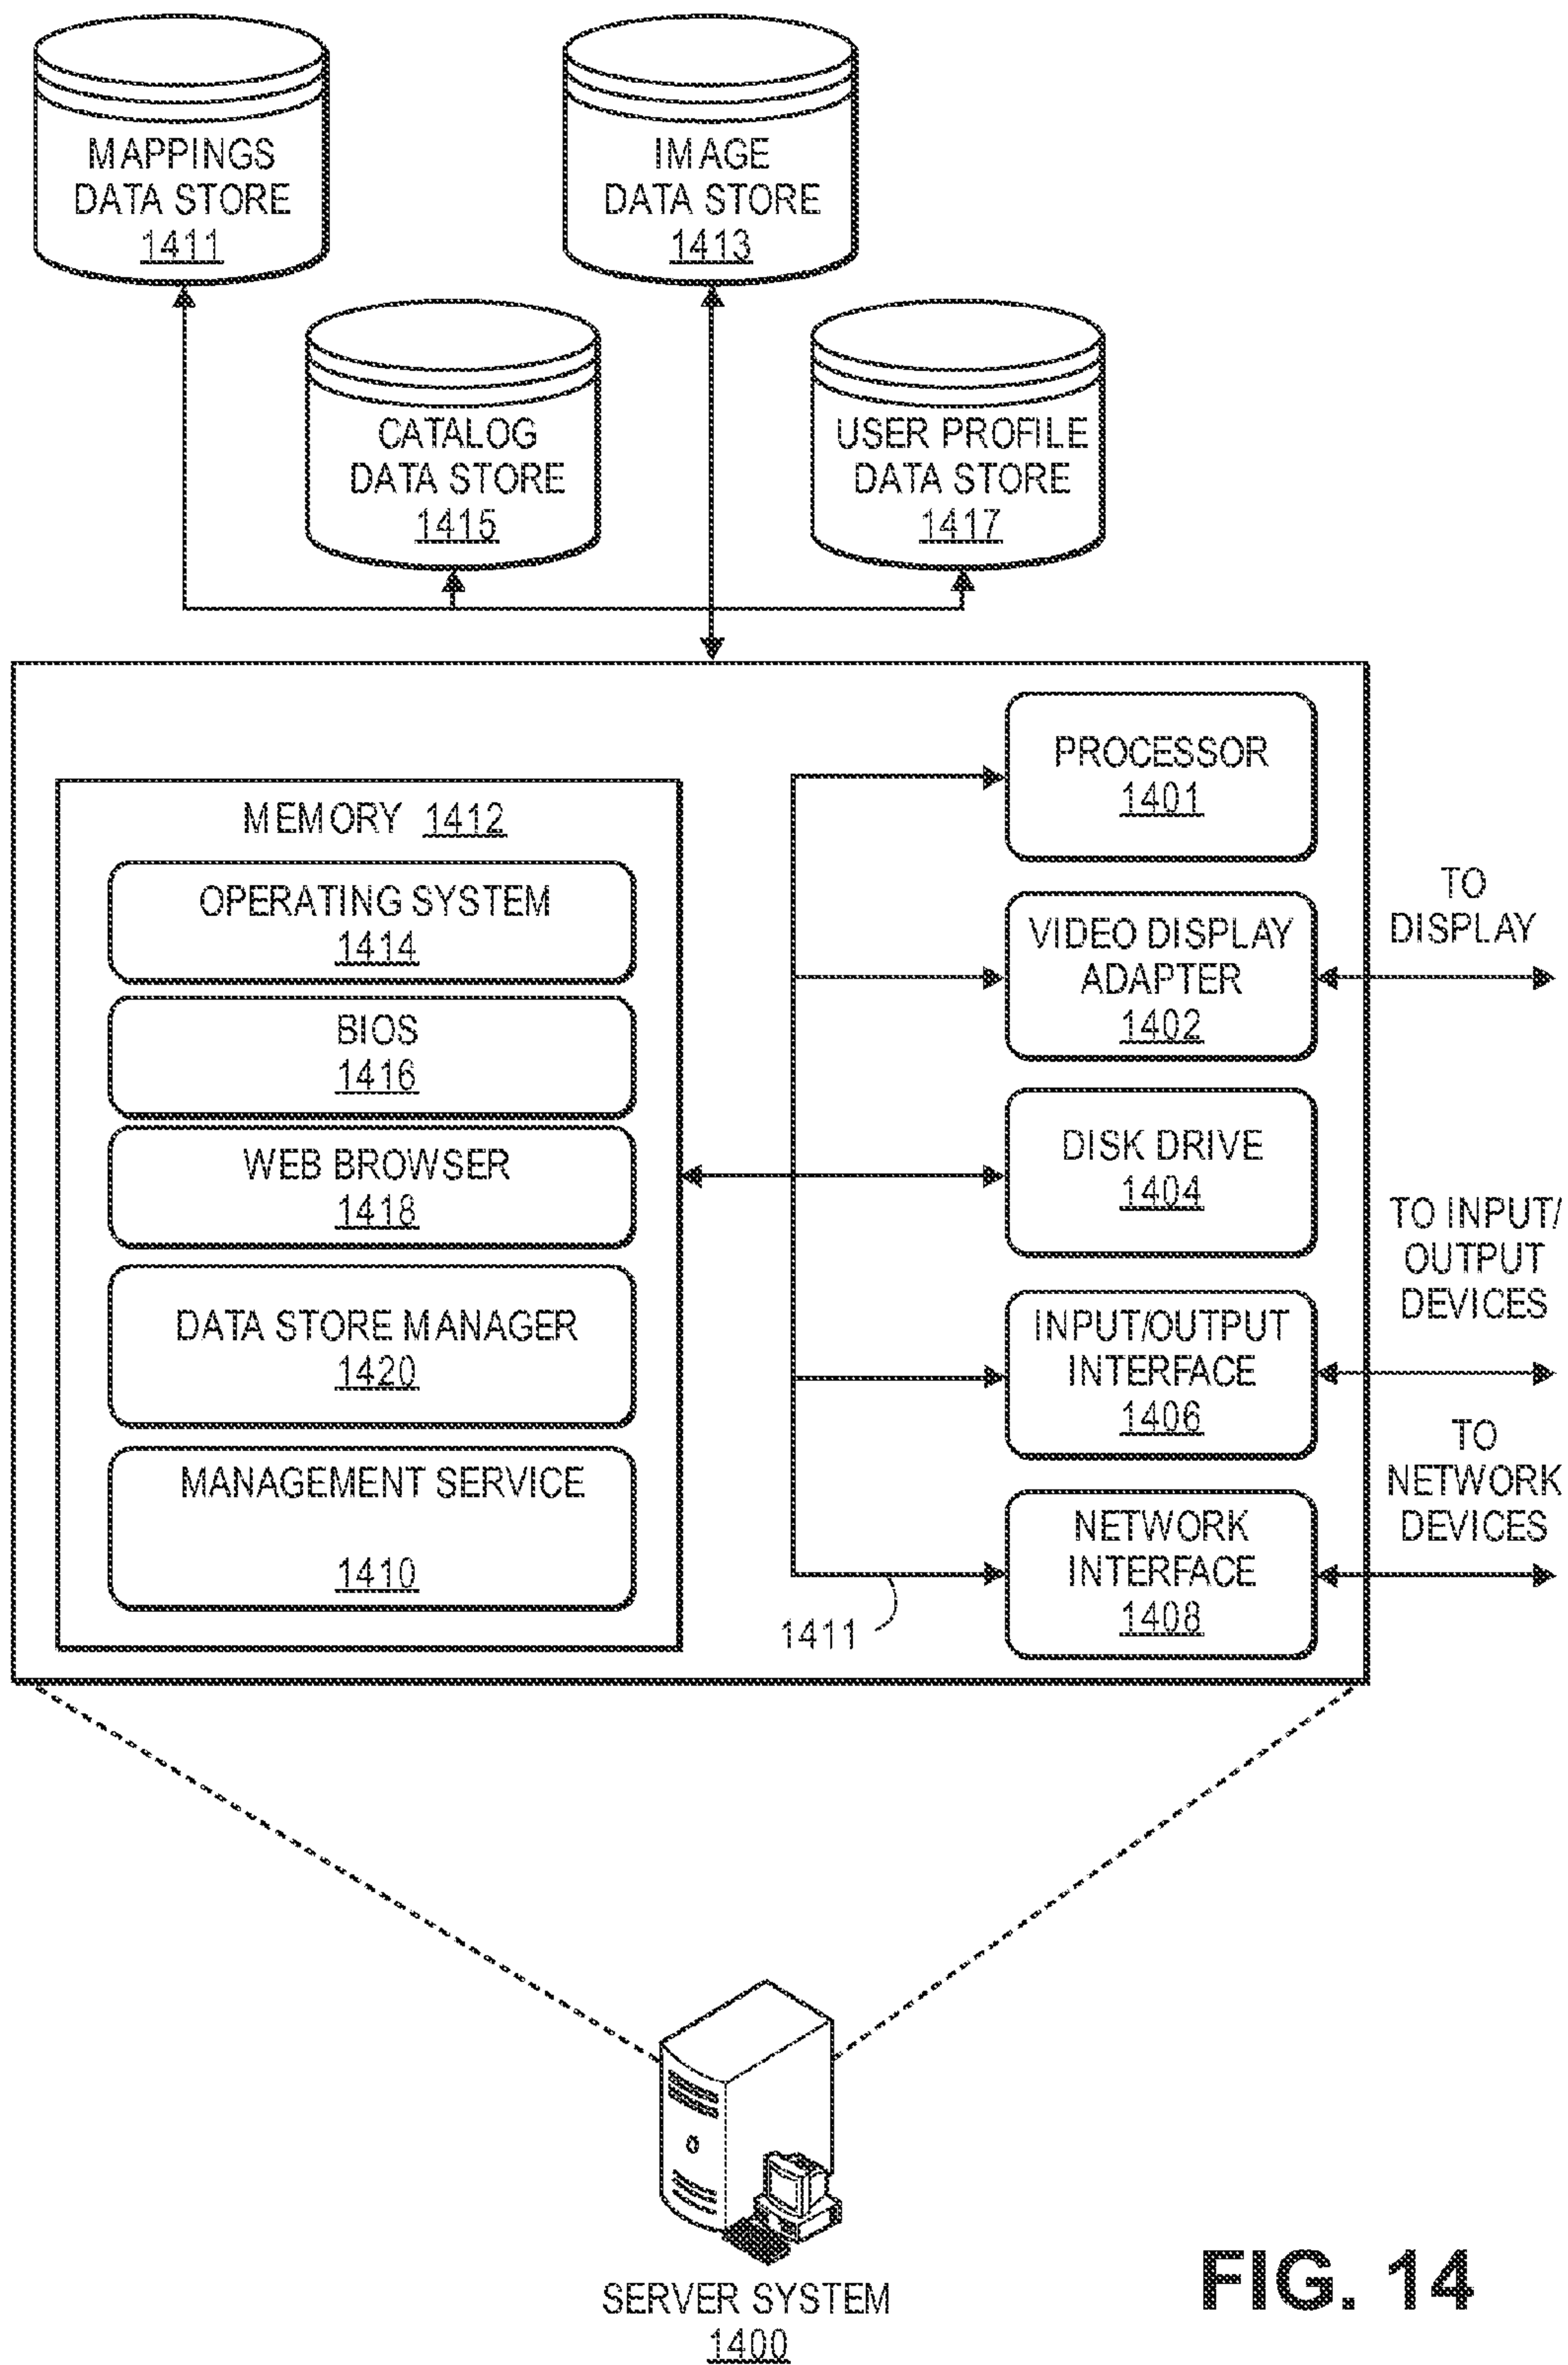 MAPPINGS
DATA STORE
1411
IMAGE
DATA STORE
1413
CATALOG
DATA STORE
1415
USER PROFILE
DATA STORE
1417
MEMORY 1412
OPERATING SYSTEM
1414
BIOS
1416
WEB BROWSER
1418
DATA STORE MANAGER
1420
MANAGEMENT SERVICE
1410
PROCESSOR
1401
VIDEO DISPLAY
ADAPTER
1402
DISK DRIVE
1404
INPUT/OUTPUT
INTERFACE
1406
NETWORK
INTERFACE
1408
1411
TO
DISPLAY
TO INPUT/
OUTPUT
DEVICES
TO
NETWORK
DEVICES
SERVER SYSTEM
1400
FIG. 14